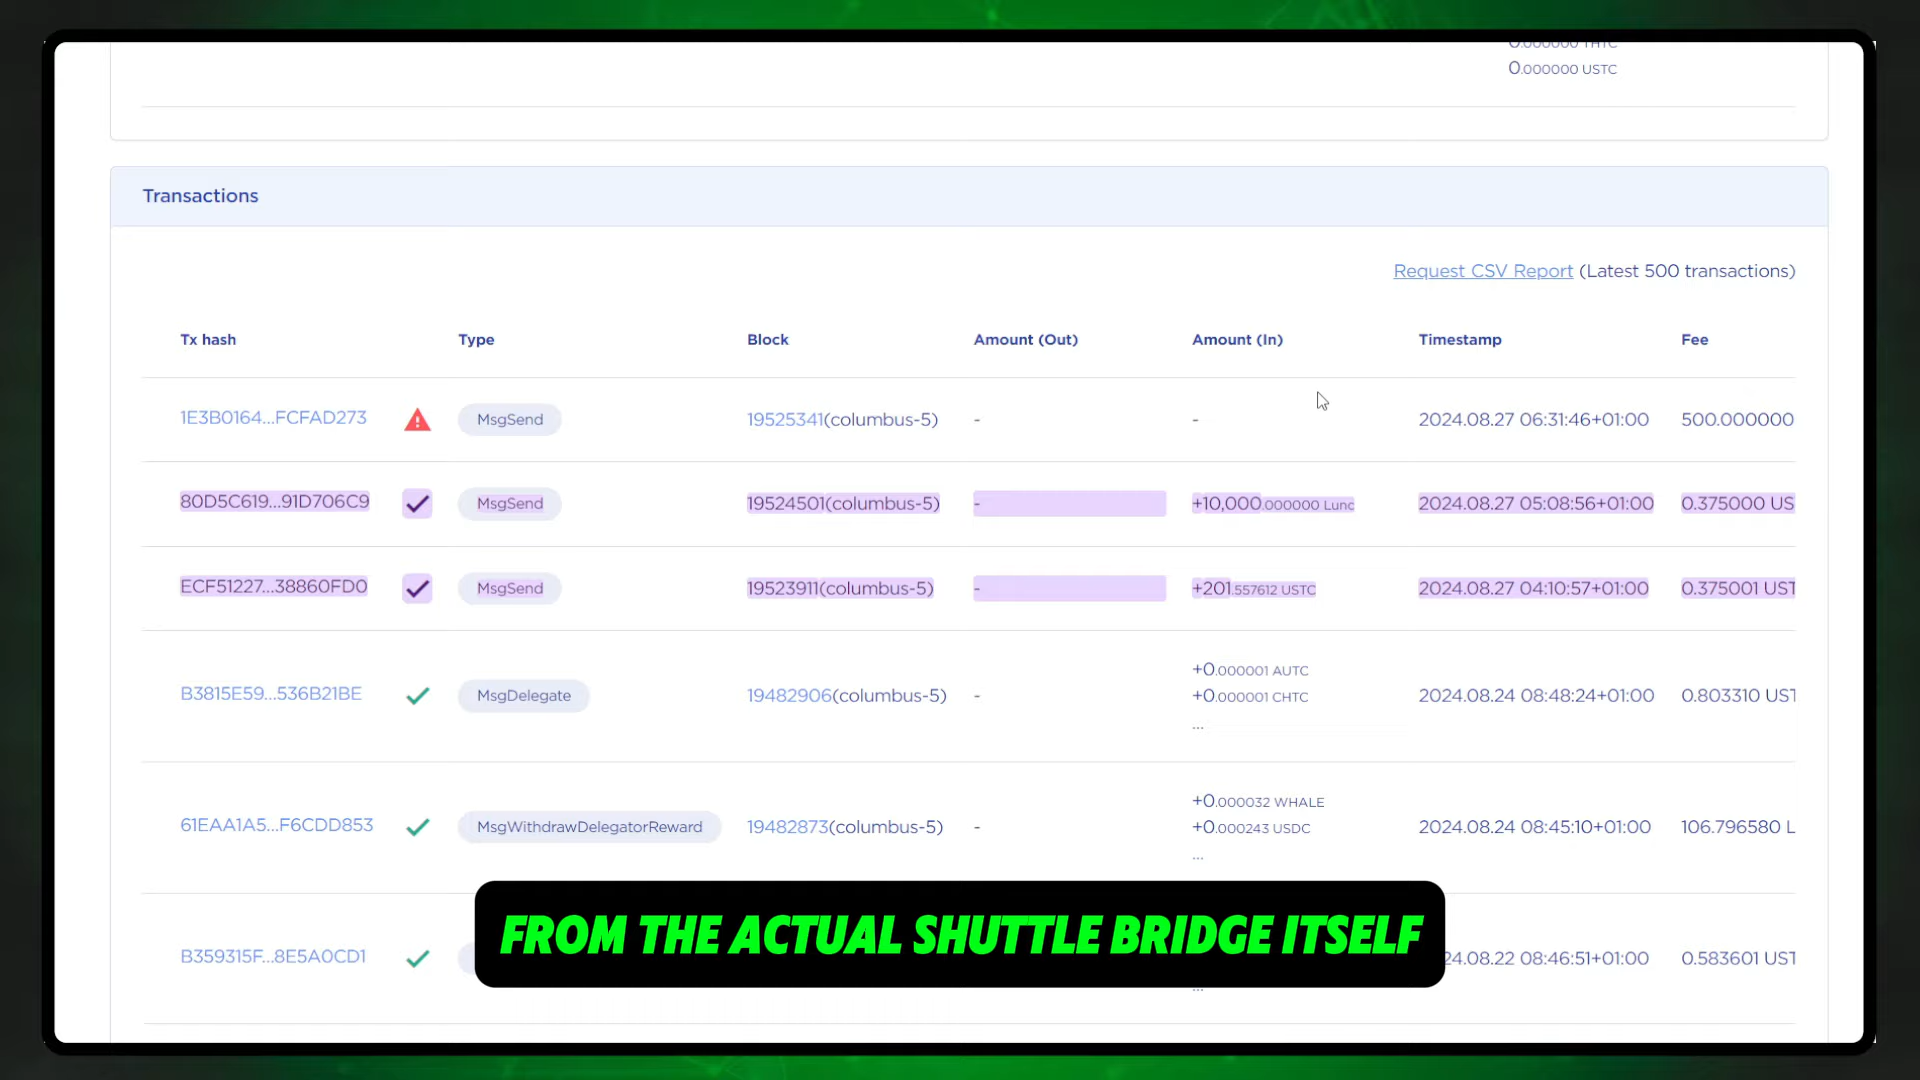 0.000000 THTC
0.000000 USTC
Transactions
Request CSV Report (Latest 500 transactions)
Tx hash Type Block Amount (Out) Amount (In) Timestamp Fee
1E3B0164...FCFAD273 MsgSend 19525341(columbus-5) - - 2024.08.27 06:31:46+01:00 500.000000
80D5C619...91D706C9 MsgSend 19524501(columbus-5) - +10,000.000000 Lunc 2024.08.27 05:08:56+01:00 0.375000 US
ECF51227...38860FD0 MsgSend 19523911(columbus-5) - +201.557612 USTC 2024.08.27 04:10:57+01:00 0.375001 UST
+0.000001 AUTC
B3815E59...536B21BE MsgDelegate 19482906(columbus-5) - +0.000001 CHTC 2024.08.24 08:48:24+01:00 0.803310 UST
...
+0.000032 WHALE
61EAA1A5...F6CDD853 MsgWithdrawDelegatorReward 19482873(columbus-5) - +0.000243 USDC 2024.08.24 08:45:10+01:00 106.796580 L
...
B359315F...8E5A0CD1 24.08.22 08:46:51+01:00 0.583601 UST
...
FROM THE ACTUAL SHUTTLE BRIDGE ITSELF